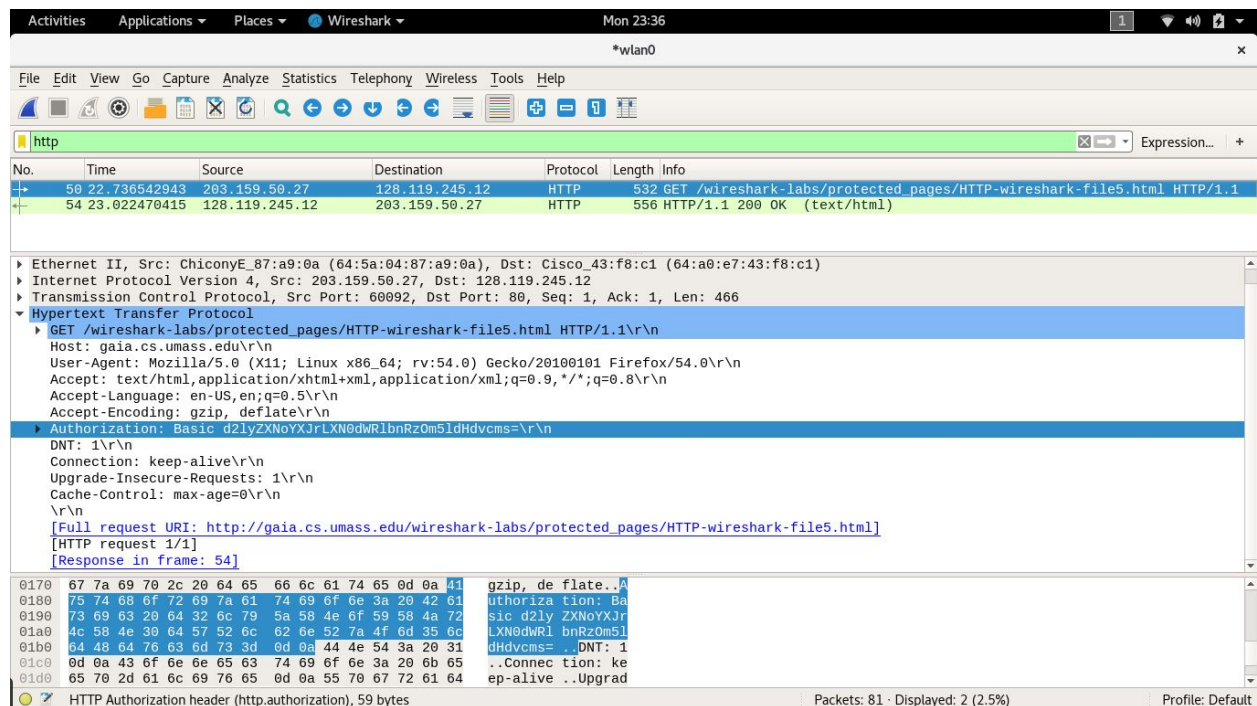 Activities Applications Places Wireshark Mon 23:36 1
*wlan0
File Edit View Go Capture Analyze Statistics Telephony Wireless Tools Help
http Expression... +
No. Time Source Destination Protocol Length Info
50 22.736542943 203.159.50.27 128.119.245.12 HTTP 532 GET /wireshark-labs/protected_pages/HTTP-wireshark-file5.html HTTP/1.1
54 23.022470415 128.119.245.12 203.159.50.27 HTTP 556 HTTP/1.1 200 OK (text/html)
Ethernet II, Src: ChiconyE_87:a9:0a (64:5a:04:87:a9:0a), Dst: Cisco_43:f8:c1 (64:a0:e7:43:f8:c1)
Internet Protocol Version 4, Src: 203.159.50.27, Dst: 128.119.245.12
Transmission Control Protocol, Src Port: 60092, Dst Port: 80, Seq: 1, Ack: 1, Len: 466
Hypertext Transfer Protocol
GET /wireshark-labs/protected_pages/HTTP-wireshark-file5.html HTTP/1.1\r\n
Host: gaia.cs.umass.edu\r\n
User-Agent: Mozilla/5.0 (X11; Linux x86_64; rv:54.0) Gecko/20100101 Firefox/54.0\r\n
Accept: text/html,application/xhtml+xml,application/xml;q=0.9,*/*;q=0.8\r\n
Accept-Language: en-US,en;q=0.5\r\n
Accept-Encoding: gzip, deflate\r\n
Authorization: Basic d2lyZXNoYXJrLXN0dWRlbnRzOm5ldHdvcms=\r\n
DNT: 1\r\n
Connection: keep-alive\r\n
Upgrade-Insecure-Requests: 1\r\n
Cache-Control: max-age=0\r\n
\r\n
[Full request URI: http://gaia.cs.umass.edu/wireshark-labs/protected_pages/HTTP-wireshark-file5.html]
[HTTP request 1/1]
[Response in frame: 54]
0170 67 7a 69 70 2c 20 64 65 66 6c 61 74 65 0d 0a 41 gzip, de flate..A
0180 75 74 68 6f 72 69 7a 61 74 69 6f 6e 3a 20 42 61 uthoriza tion: Ba
0190 73 69 63 20 64 32 6c 79 5a 58 4e 6f 59 58 4a 72 sic d2ly ZXNoYXJr
01a0 4c 58 4e 30 64 57 52 6c 62 6e 52 7a 4f 6d 35 6c LXN0dWRl bnRzOm5l
01b0 64 48 64 76 63 6d 73 3d 0d 0a 44 4e 54 3a 20 31 dHdvcms= ..DNT: 1
01c0 0d 0a 43 6f 6e 6e 65 63 74 69 6f 6e 3a 20 6b 65 ..Connec tion: ke
01d0 65 70 2d 61 6c 69 76 65 0d 0a 55 70 67 72 61 64 ep-alive ..Upgrad
HTTP Authorization header (http.authorization), 59 bytes Packets: 81 · Displayed: 2 (2.5%) Profile: Default